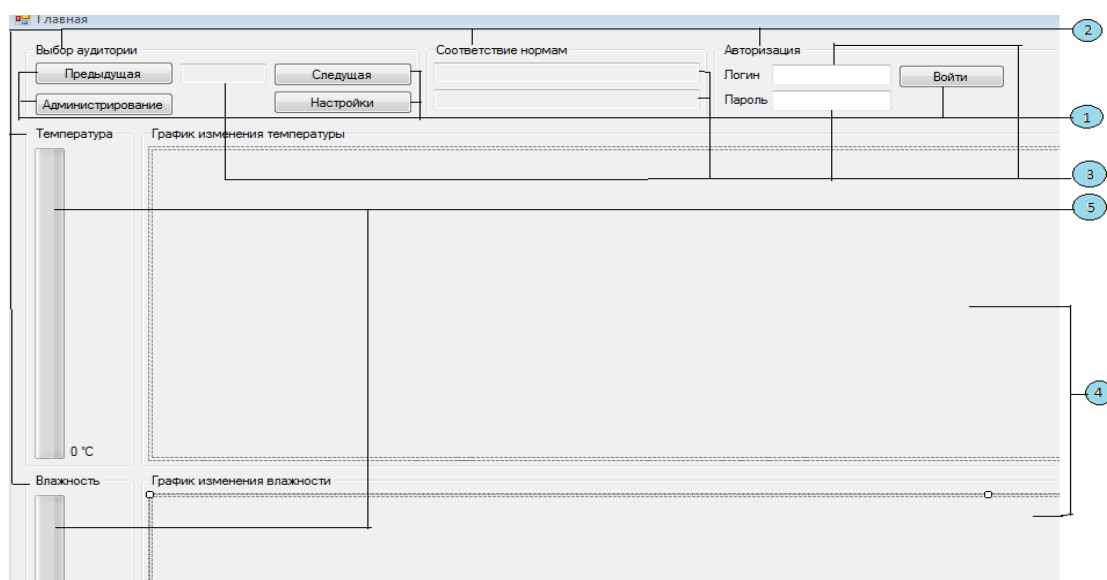 Главная
2
Выбор аудитории
Соответствие нормам
Авторизация
Предыдущая
Следущая
Логин
Войти
Администрирование
Настройки
Пароль
1
Температура
График изменения температуры
3
5
4
0 °C
Влажность
График изменения влажности